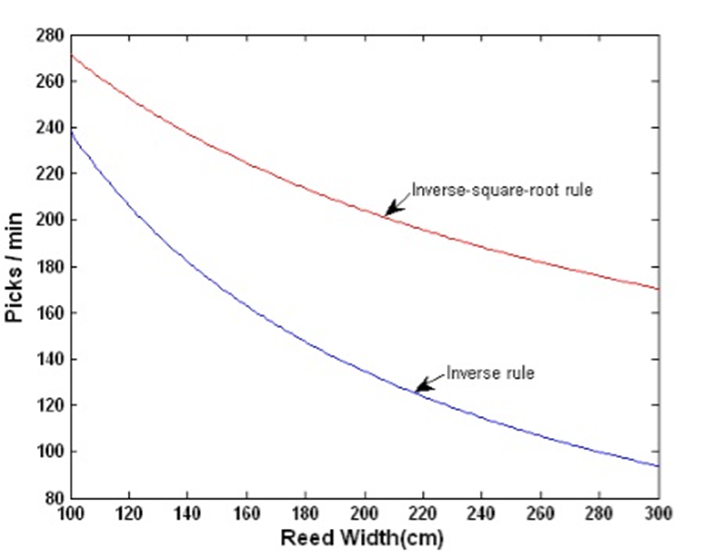 280
260
240
220
200
180
160
140
120
100
80
Picks / min
Inverse-square-root rule
Inverse rule
100 120 140 160 180 200 220 240 260 280 300
Reed Width(cm)